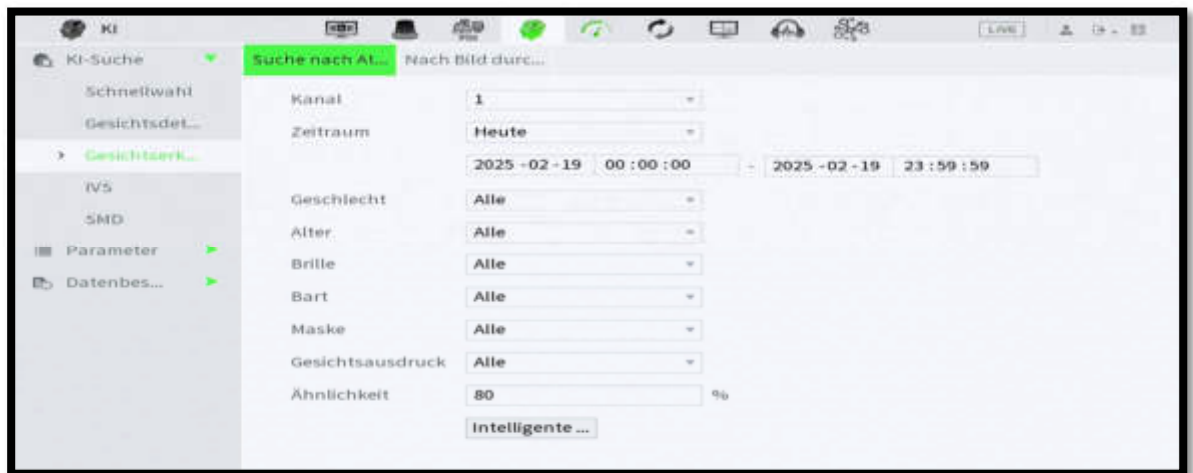 KI
LIVE
KI-Suche
Schnellwahl
Gesichtsdet...
Gesichtserk...
IVS
SMD
Parameter
Datenbes...
Suche nach At... Nach Bild durc...
Kanal 1
Zeitraum Heute
2025-02-19 00:00:00 - 2025-02-19 23:59:59
Geschlecht Alle
Alter Alle
Brille Alle
Bart Alle
Maske Alle
Gesichtsausdruck Alle
Ähnlichkeit 80 %
Intelligente ...